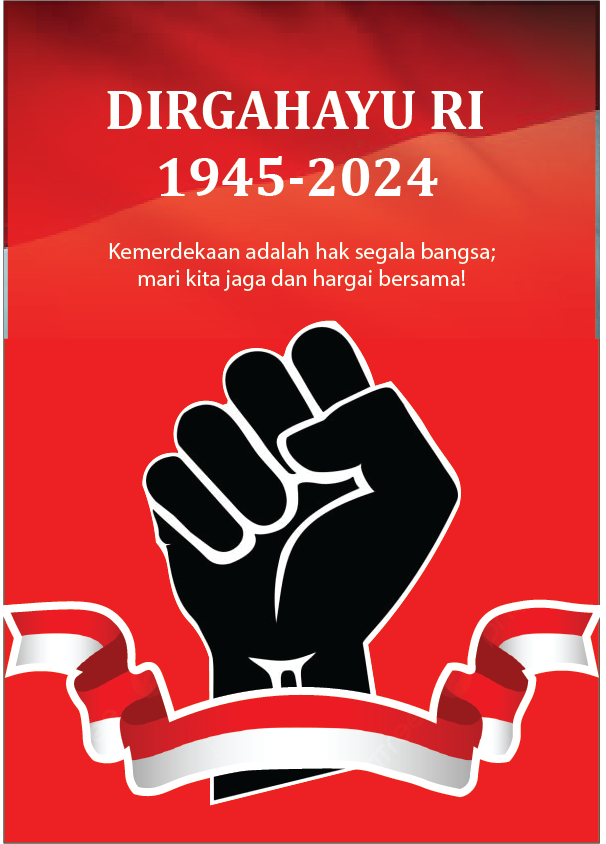 DIRGAHAYU RI
1945-2024
Kemerdekaan adalah hak segala bangsa;
mari kita jaga dan hargai bersama!